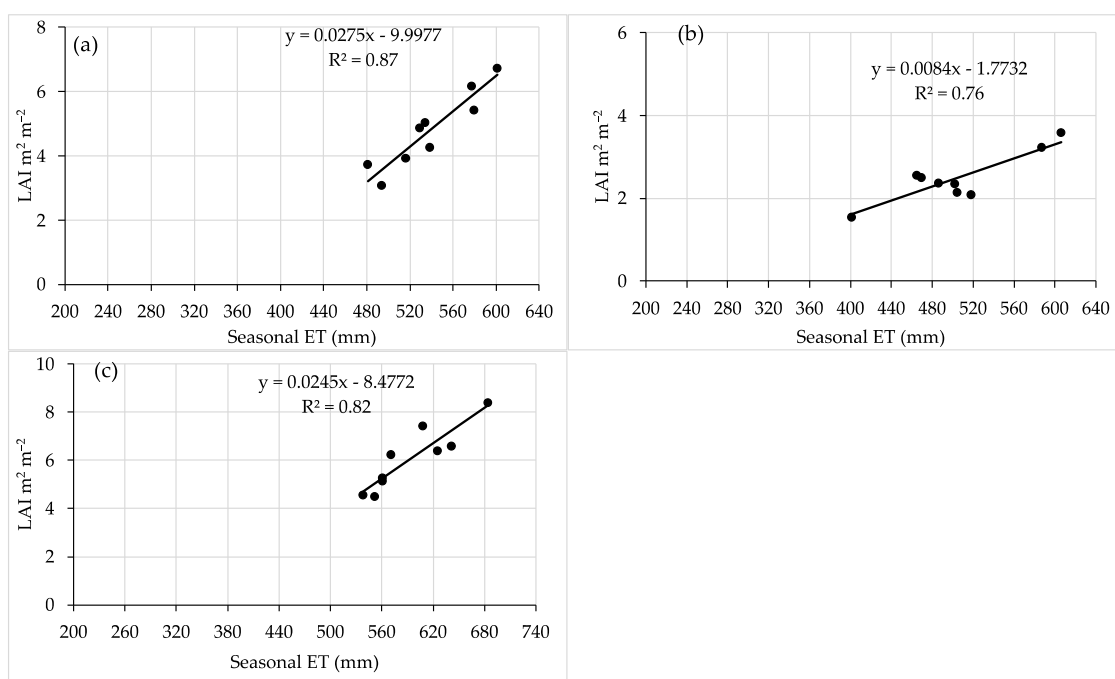 (a)
y = 0.0275x - 9.9977
R² = 0.87
8
6
4
2
0
LAI m² m⁻²
200 240 280 320 360 400 440 480 520 560 600 640
Seasonal ET (mm)
(b)
y = 0.0084x - 1.7732
R² = 0.76
6
4
2
0
LAI m² m⁻²
200 240 280 320 360 400 440 480 520 560 600 640
Seasonal ET (mm)
(c)
y = 0.0245x - 8.4772
R² = 0.82
10
8
6
4
2
0
LAI m² m⁻²
200 260 320 380 440 500 560 620 680 740
Seasonal ET (mm)